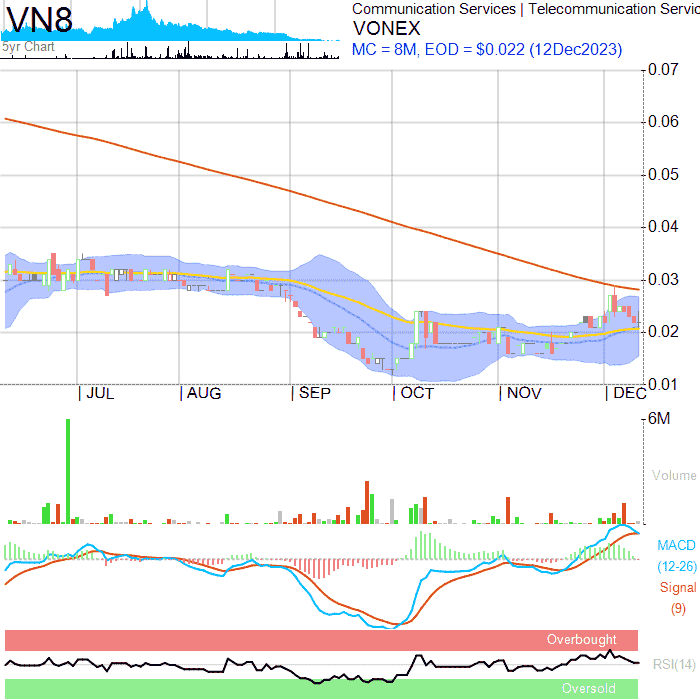 VN8
5yr Chart
Communication Services | Telecommunication Servic
VONEX
MC = 8M, EOD = $0.022 (12Dec2023)
0.07
0.06
0.05
0.04
0.03
0.02
0.01
| JUL | AUG | SEP | OCT | NOV | DEC
6M
Volume
MACD
(12-26)
Signal
(9)
Overbought
RSI(14)
Oversold